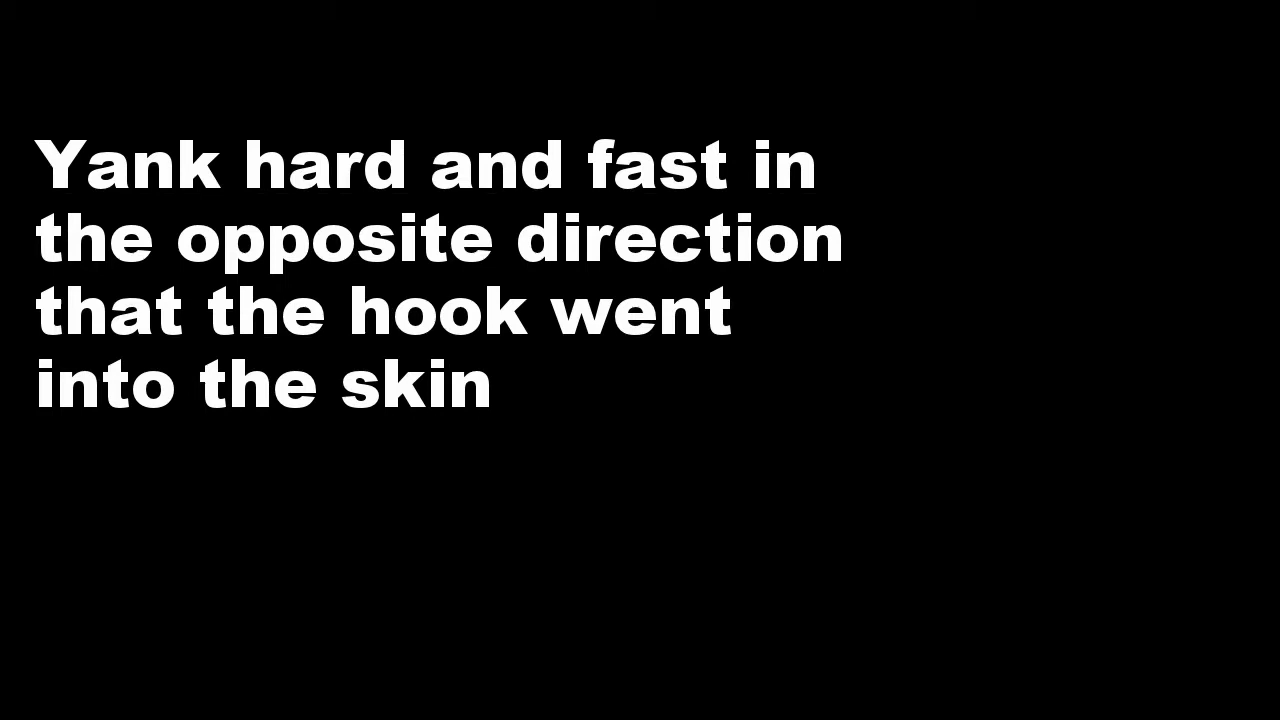 Yank hard and fast in
the opposite direction
that the hook went
into the skin